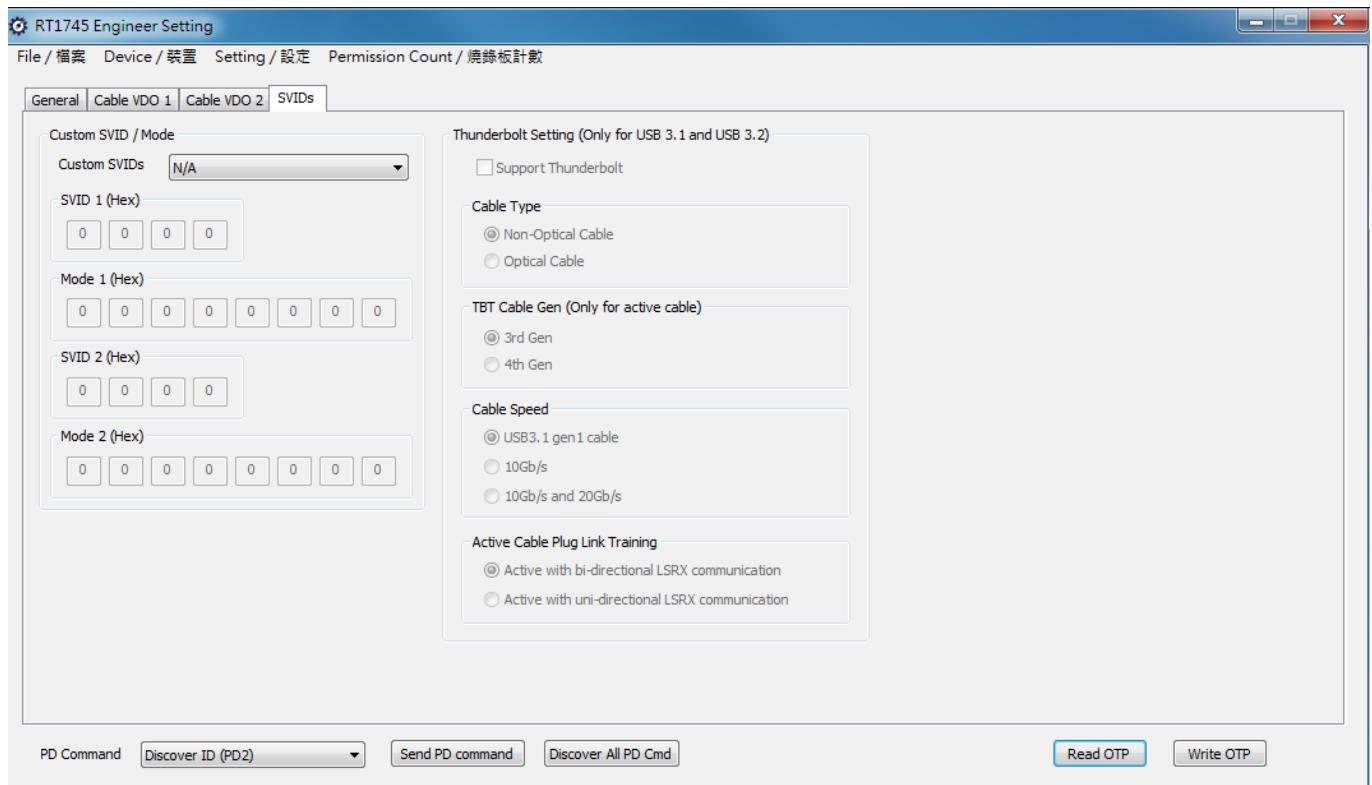 RT1745 Engineer Setting
File / 檔案 Device / 裝置 Setting / 設定 Permission Count / 燒錄板計數
General Cable VDO 1 Cable VDO 2 SVIDs
Custom SVID / Mode
Custom SVIDs N/A
SVID 1 (Hex)
0 0 0 0
Mode 1 (Hex)
0 0 0 0 0 0 0 0
SVID 2 (Hex)
0 0 0 0
Mode 2 (Hex)
0 0 0 0 0 0 0 0
Thunderbolt Setting (Only for USB 3.1 and USB 3.2)
Support Thunderbolt
Cable Type
Non-Optical Cable
Optical Cable
TBT Cable Gen (Only for active cable)
3rd Gen
4th Gen
Cable Speed
USB3.1 gen1 cable
10Gb/s
10Gb/s and 20Gb/s
Active Cable Plug Link Training
Active with bi-directional LSRX communication
Active with uni-directional LSRX communication
PD Command Discover ID (PD2) Send PD command Discover All PD Cmd Read OTP Write OTP